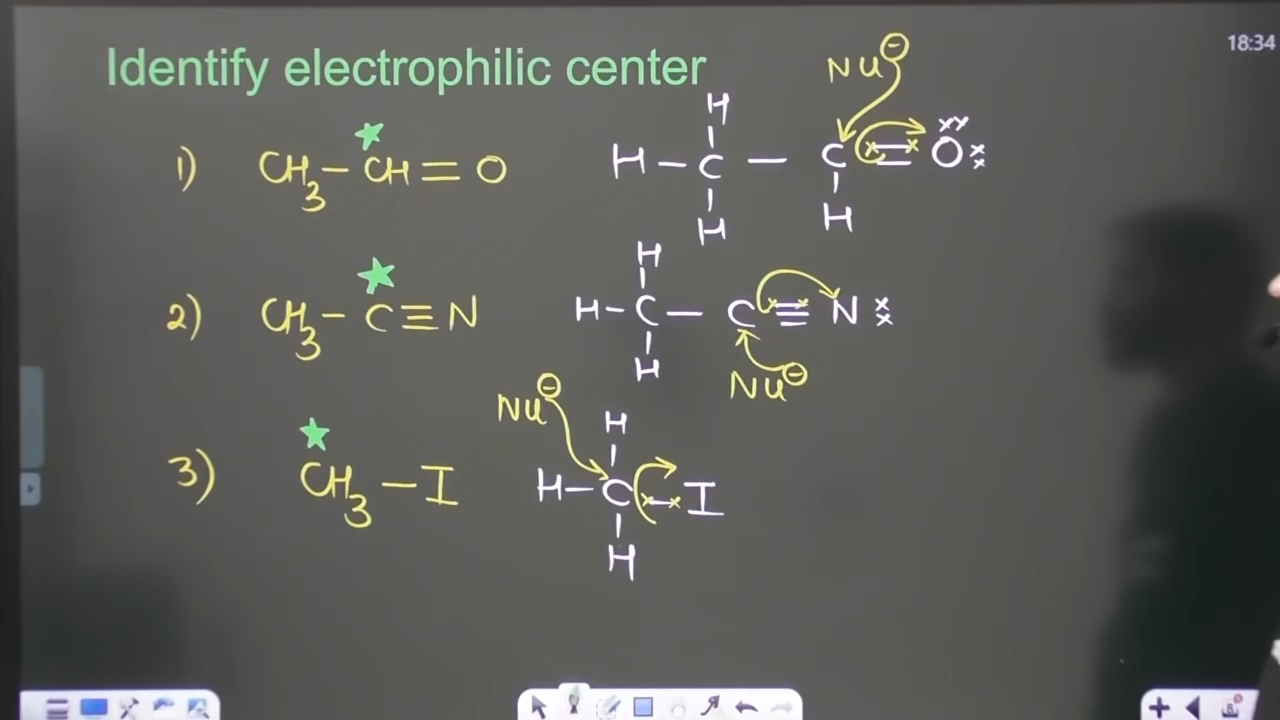 18:34
Identify electrophilic center
Nu⊖
1) CH₃–CH=O
H
H–C–C=O
H H
2) CH₃–C≡N
H
H–C–C≡N
H
Nu⊖
Nu⊖
3) CH₃–I
H
H–C–I
H